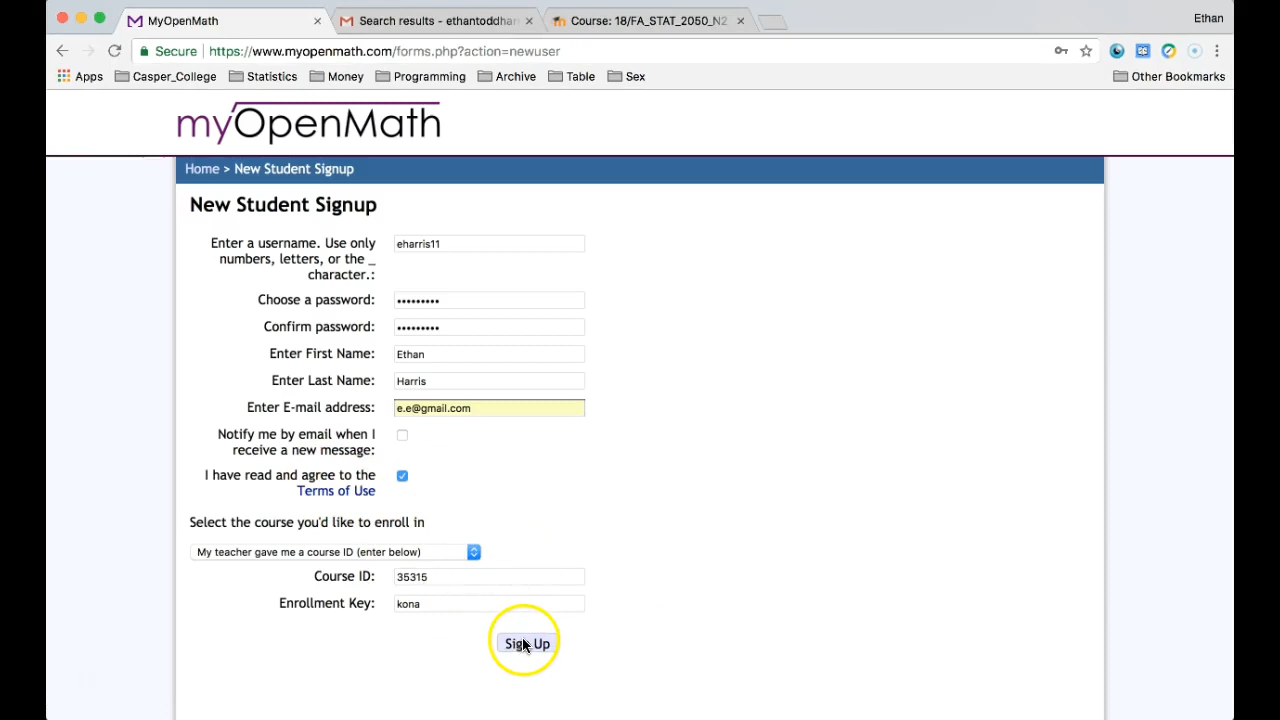 MyOpenMath
Search results - ethantoddhar
Course: 18/FA_STAT_2050_N2
Ethan
Secure
https://www.myopenmath.com/forms.php?action=newuser
Apps
Casper_College
Statistics
Money
Programming
Archive
Table
Sex
Other Bookmarks
myOpenMath
Home > New Student Signup
New Student Signup
Enter a username. Use only
numbers, letters, or the _
character.:
eharris11
Choose a password:
•••••••••
Confirm password:
•••••••••
Enter First Name:
Ethan
Enter Last Name:
Harris
Enter E-mail address:
e.e@gmail.com
Notify me by email when I
receive a new message:
I have read and agree to the
Terms of Use
Select the course you'd like to enroll in
My teacher gave me a course ID (enter below)
Course ID:
35315
Enrollment Key:
kona
Sign Up